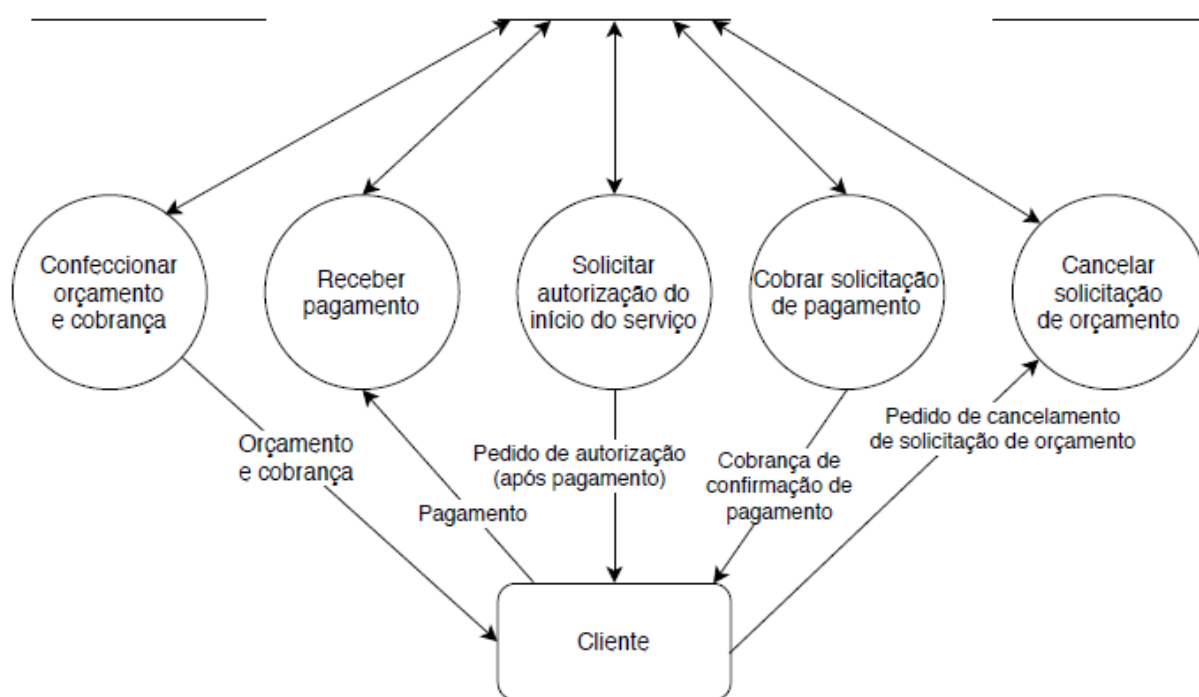 Confeccionar
orçamento
e cobrança
Receber
pagamento
Solicitar
autorização do
início do serviço
Cobrar solicitação
de pagamento
Cancelar
solicitação
de orçamento
Orçamento
e cobrança
Pagamento
Pedido de autorização
(após pagamento)
Cobrança de
confirmação de
pagamento
Pedido de cancelamento
de solicitação de orçamento
Cliente